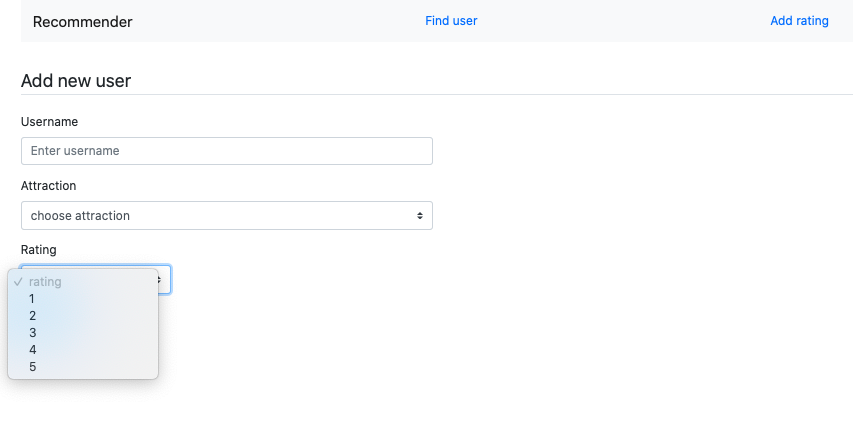 Recommender Find user Add rating
Add new user
Username
Enter username
Attraction
choose attraction
Rating
✓ rating
1
2
3
4
5